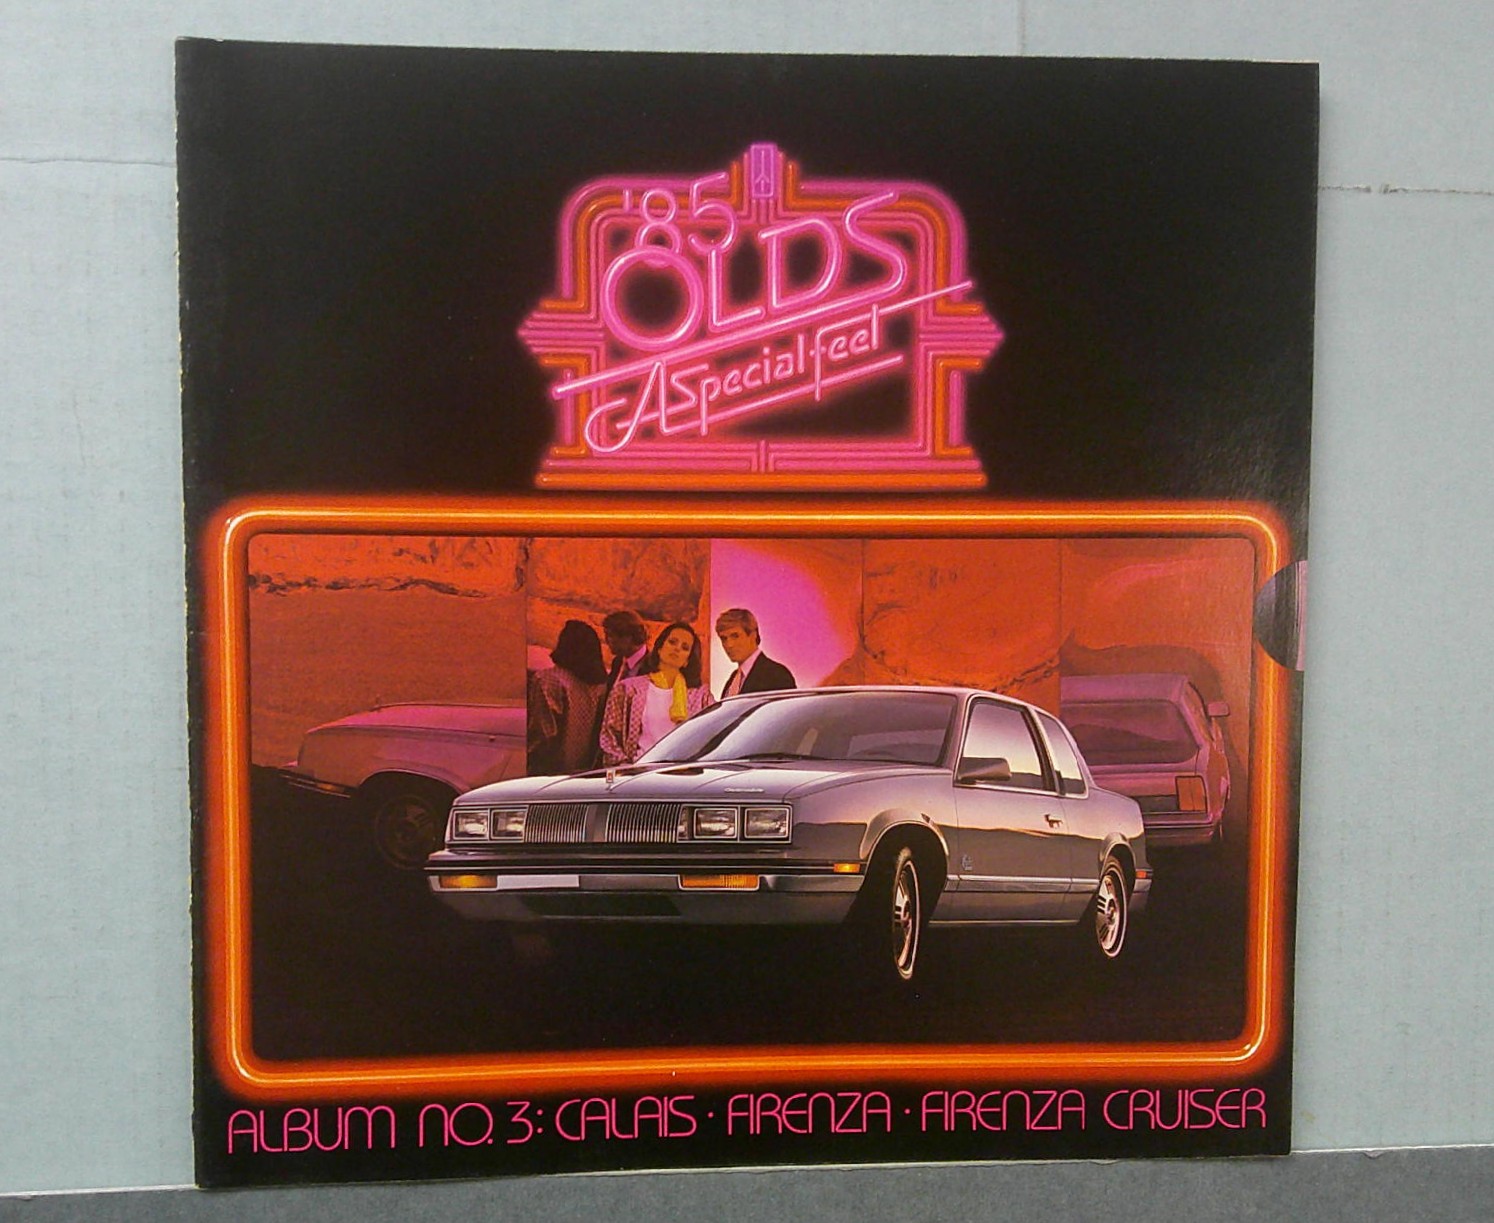 '85
OLDS
A Special feel
ALBUM NO. 3: CALAIS · FIRENZA · FIRENZA CRUISER